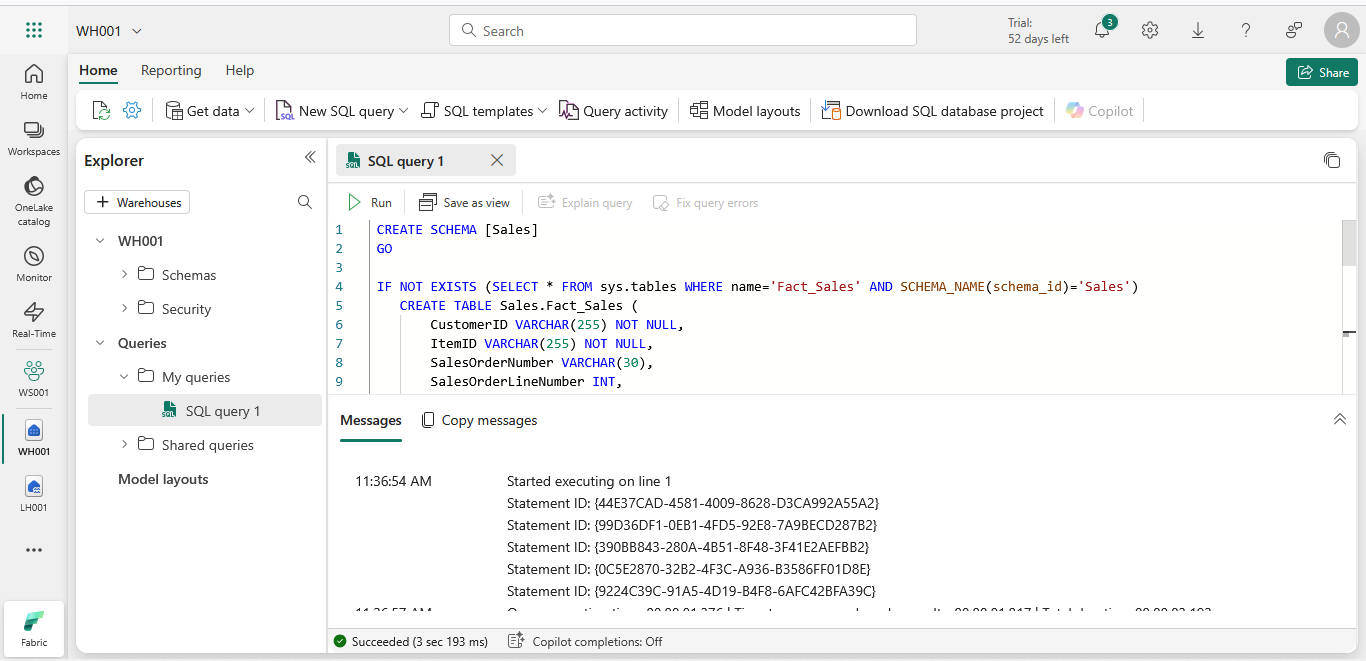 WH001
Search
Trial:
52 days left
3
Home
Workspaces
OneLake
catalog
Monitor
Real-Time
WS001
WH001
LH001
Fabric
Home Reporting Help
Share
Get data New SQL query SQL templates Query activity Model layouts Download SQL database project Copilot
Explorer
+ Warehouses
WH001
Schemas
Security
Queries
My queries
SQL query 1
Shared queries
Model layouts
SQL query 1
Run Save as view Explain query Fix query errors
1 CREATE SCHEMA [Sales]
2 GO
3
4 IF NOT EXISTS (SELECT * FROM sys.tables WHERE name='Fact_Sales' AND SCHEMA_NAME(schema_id)='Sales')
5 CREATE TABLE Sales.Fact_Sales (
6 CustomerID VARCHAR(255) NOT NULL,
7 ItemID VARCHAR(255) NOT NULL,
8 SalesOrderNumber VARCHAR(30),
9 SalesOrderLineNumber INT,
Messages Copy messages
11:36:54 AM Started executing on line 1
Statement ID: {44E37CAD-4581-4009-8628-D3CA992A55A2}
Statement ID: {99D36DF1-0EB1-4FD5-92E8-7A9BECD287B2}
Statement ID: {390BB843-280A-4B51-8F48-3F41E2AEFBB2}
Statement ID: {0C5E2870-32B2-4F3C-A936-B3586FF01D8E}
Statement ID: {9224C39C-91A5-4D19-B4F8-6AFC42BFA39C}
Succeeded (3 sec 193 ms) Copilot completions: Off